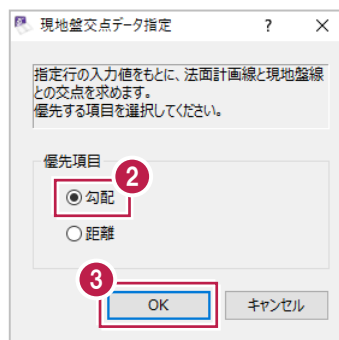 現地盤交点データ指定 ? ×
指定行の入力値をもとに、法面計画線と現地盤線
との交点を求めます。
優先する項目を選択してください。
優先項目
2
勾配
距離
3
OK キャンセル